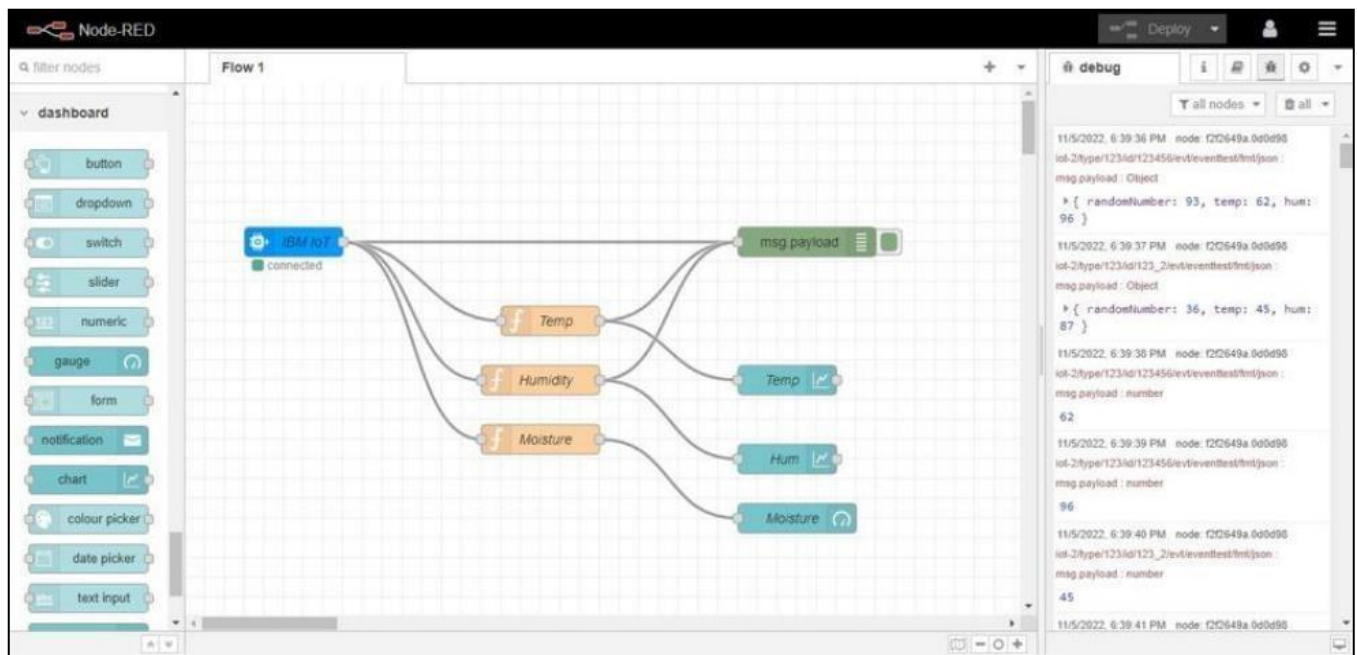 Node-RED
Deploy
filter nodes
Flow 1
debug
all nodes
all
dashboard
button
dropdown
switch
slider
numeric
gauge
form
notification
chart
colour picker
date picker
text input
IBM IoT
connected
Temp
Humidity
Moisture
msg.payload
Temp
Hum
Moisture
11/5/2022, 6:39:36 PM node: f2f2649a.0d0d98
iot-2/type/123/id/123456/evt/eventtest/fmt/json :
msg.payload : Object
{ randomNumber: 93, temp: 62, hum:
96 }
11/5/2022, 6:39:37 PM node: f2f2649a.0d0d98
iot-2/type/123/id/123_2/evt/eventtest/fmt/json :
msg.payload : Object
{ randomNumber: 36, temp: 45, hum:
87 }
11/5/2022, 6:39:38 PM node: f2f2649a.0d0d98
iot-2/type/123/id/123456/evt/eventtest/fmt/json :
msg.payload : number
62
11/5/2022, 6:39:39 PM node: f2f2649a.0d0d98
iot-2/type/123/id/123456/evt/eventtest/fmt/json :
msg.payload : number
96
11/5/2022, 6:39:40 PM node: f2f2649a.0d0d98
iot-2/type/123/id/123_2/evt/eventtest/fmt/json :
msg.payload : number
45
11/5/2022, 6:39:41 PM node: f2f2649a.0d0d98